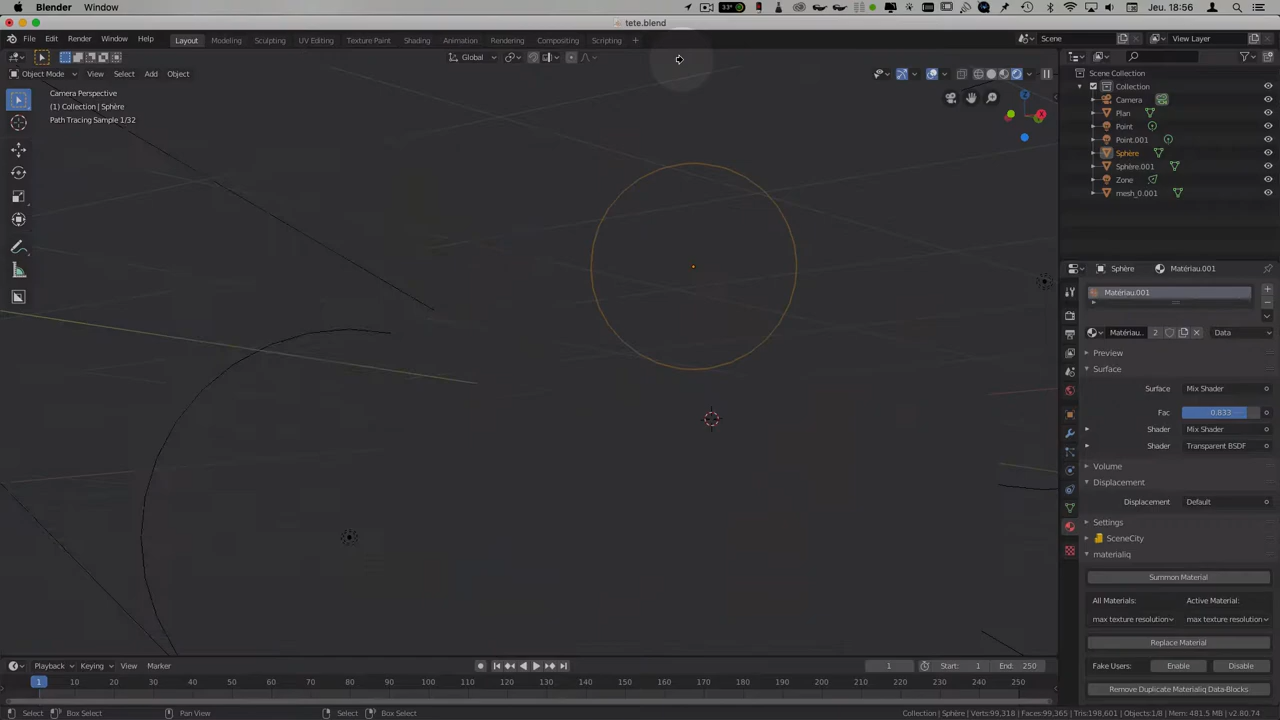 Blender Window 33° Jeu. 18:56
tete.blend
File Edit Render Window Help Layout Modeling Sculpting UV Editing Texture Paint Shading Animation Rendering Compositing Scripting + Scene View Layer
Global
Object Mode View Select Add Object
Camera Perspective
(1) Collection | Sphère
Path Tracing Sample 1/32
Scene Collection
Collection
Camera
Plan
Point
Point.001
Sphère
Sphère.001
Zone
mesh_0.001
Sphère Matériau.001
Matériau.001
Matériau.. 2 Data
Preview
Surface
Surface Mix Shader
Fac 0.833
Shader Mix Shader
Shader Transparent BSDF
Volume
Displacement
Displacement Default
Settings
SceneCity
materialiq
Summon Material
All Materials: Active Material:
max texture resolution max texture resolution
Replace Material
Fake Users: Enable Disable
Remove Duplicate Materialiq Data-Blocks
Playback Keying View Marker 1 Start: 1 End: 250
1 10 20 30 40 50 60 70 80 90 100 110 120 130 140 150 160 170 180 190 200 210 220 230 240 250
Select Box Select Pan View Select Box Select Collection | Sphère | Verts:99,318 | Faces:99,365 | Tris:198,601 | Objects:1/8 | Mem: 481.5 MB | v2.80.74